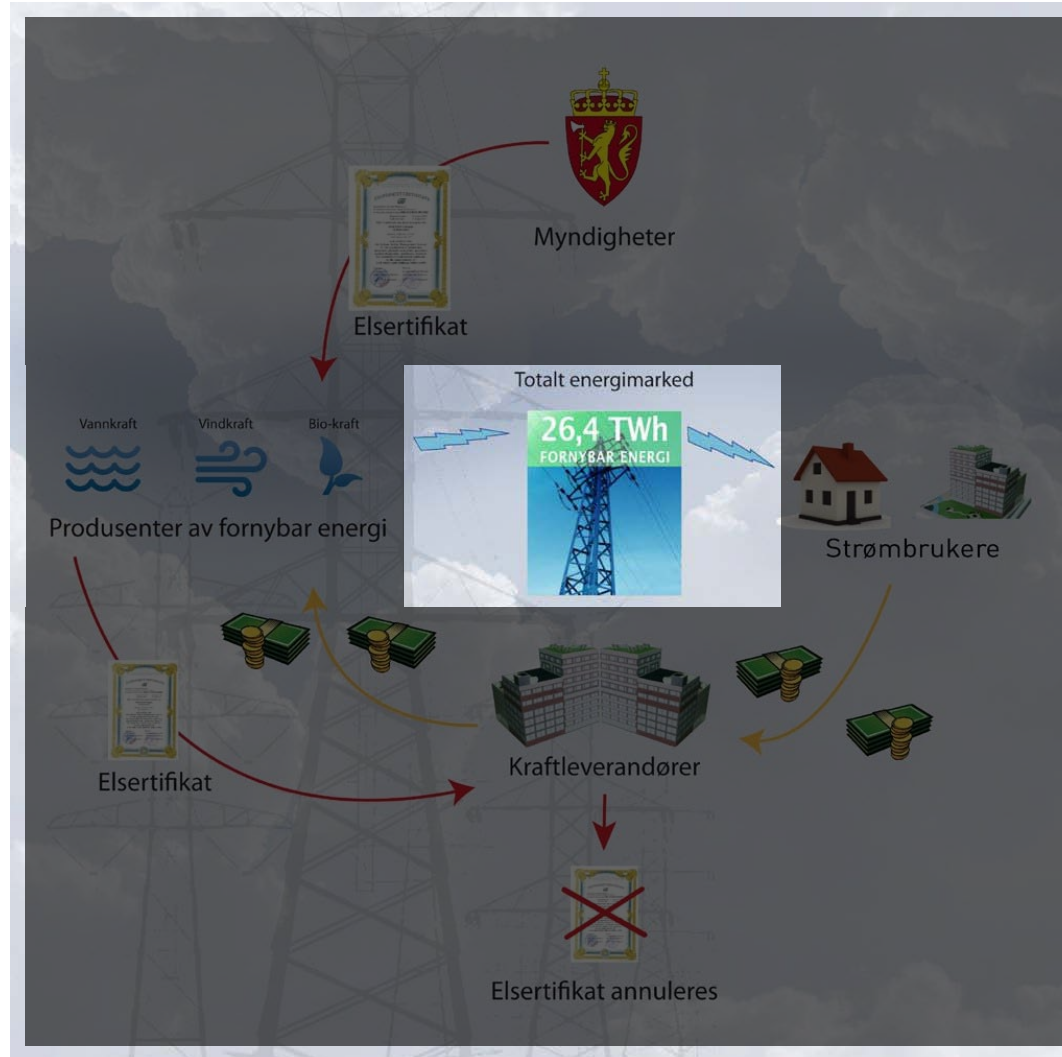 Myndigheter
Elsertifikat
Totalt energimarked
26,4 TWh
FORNYBAR ENERGI
Vannkraft
Vindkraft
Bio-kraft
Produsenter av fornybar energi
Strømbrukere
Elsertifikat
Kraftleverandører
Elsertifikat annuleres